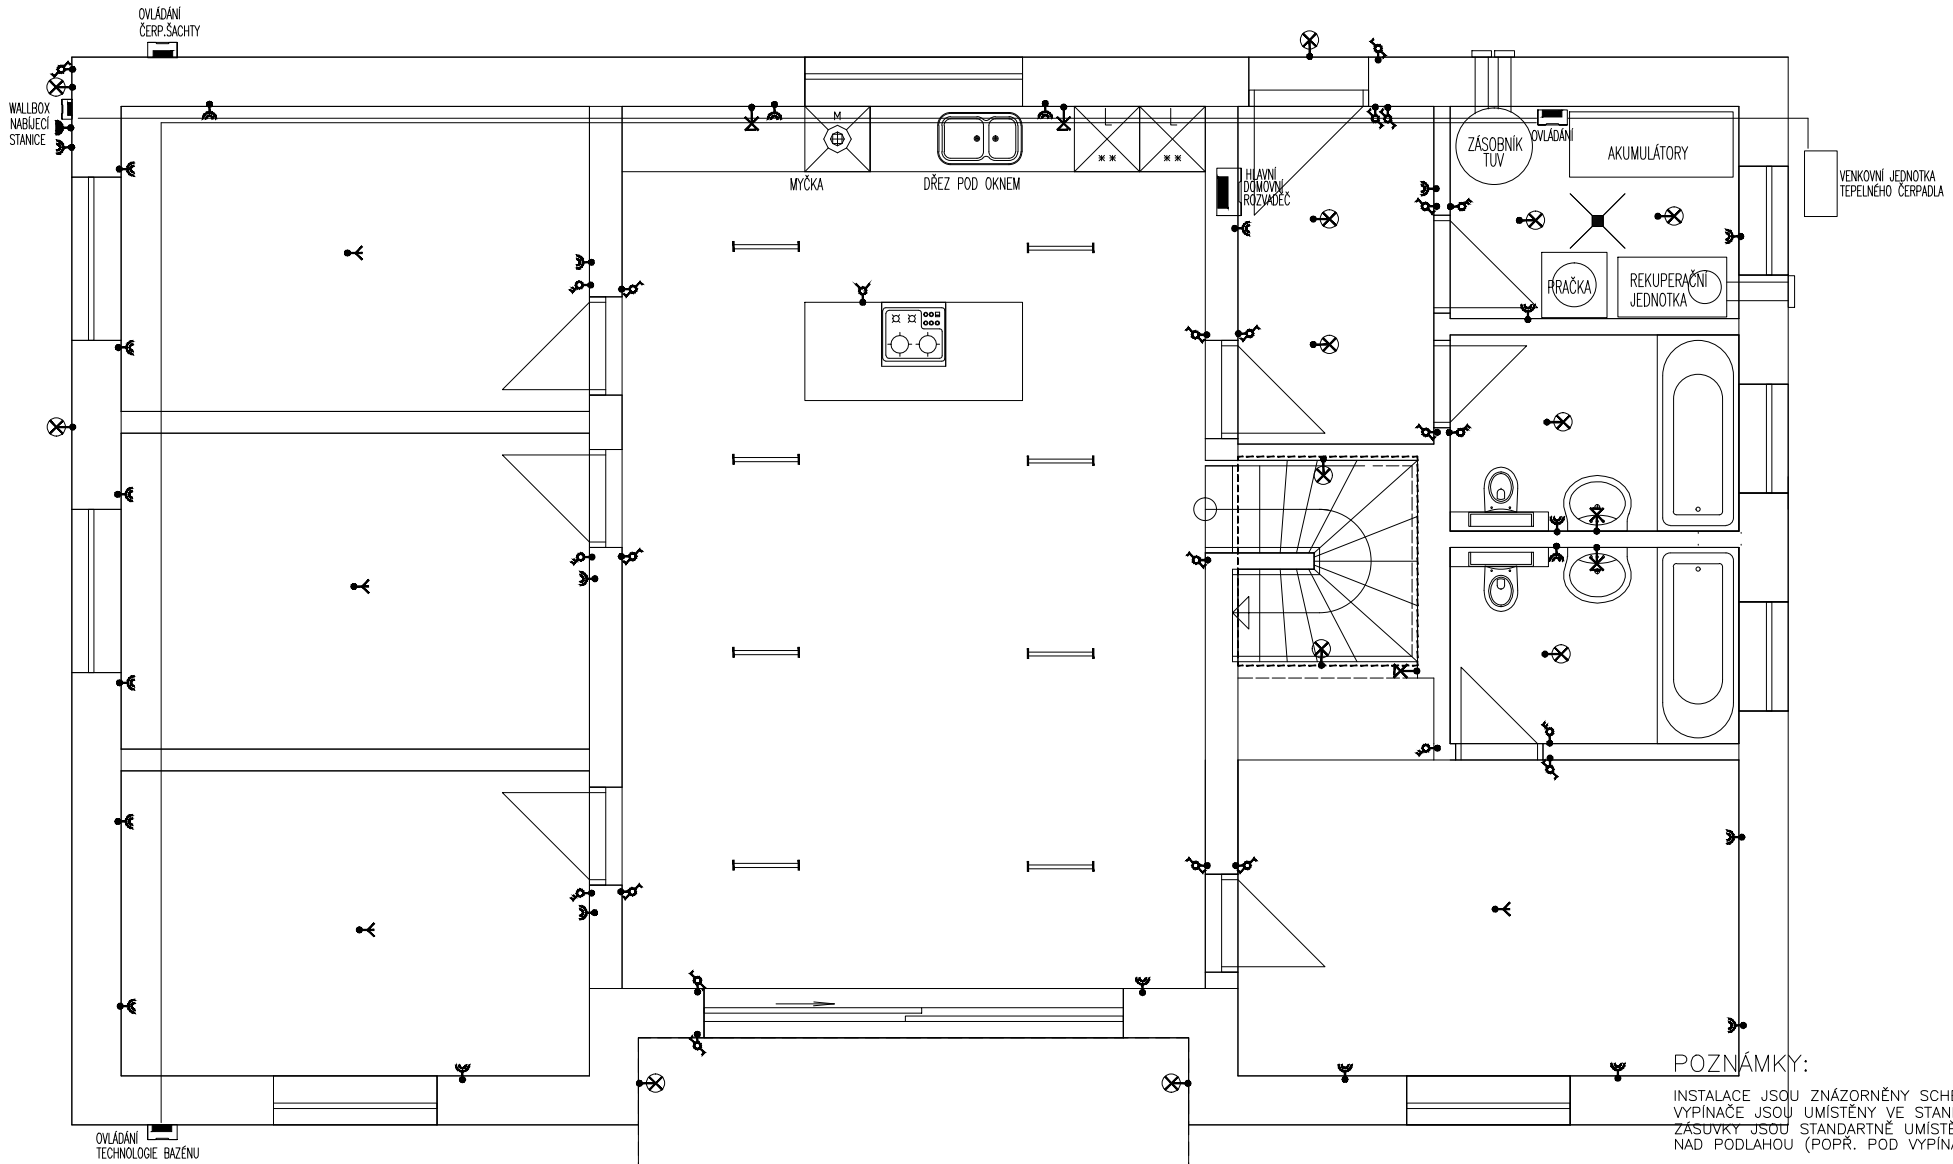 OVLÁDÁNÍ
ČERP.ŠACHTY
WALLBOX
NABÍJECÍ
STANICE
M
MYČKA
DŘEZ POD OKNEM
L
L
**
**
HLAVNÍ
DOMOVNÍ
ROZVADĚČ
ZÁSOBNÍK
TUV
OVLÁDÁNÍ
AKUMULÁTORY
VENKOVNÍ JEDNOTKA
TEPELNÉHO ČERPADLA
PRAČKA
REKUPERAČNÍ
JEDNOTKA
OVLÁDÁNÍ
TECHNOLOGIE BAZÉNU
POZNÁMKY:
INSTALACE JSOU ZNÁZORNĚNY
VYPÍNAČE JSOU UMÍSTĚNY VE
ZÁSUVKY JSOU STANDARTNĚ
NAD PODLAHOU (POPŘ. POD